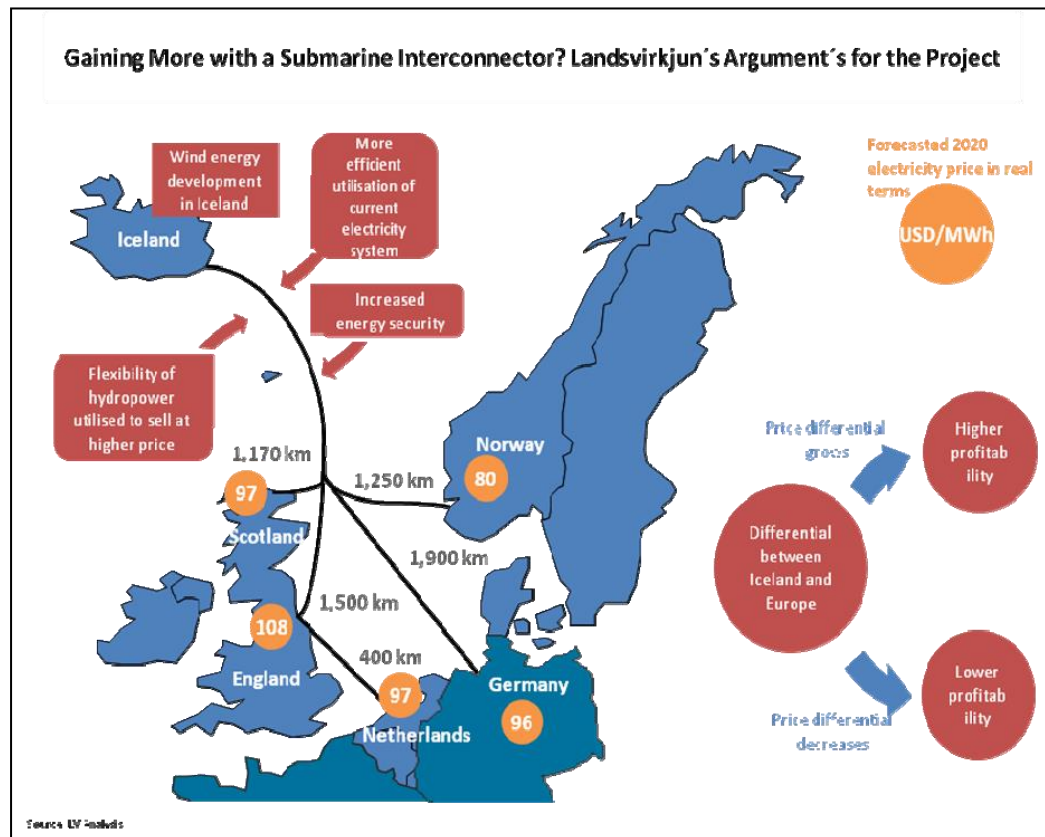 Gaining More with a Submarine Interconnector? Landsvirkjun´s Argument´s for the Project
Wind energy
development
in Iceland
More
efficient
utilisation of
current
electricity
system
Forecasted 2020
electricity price in real
terms
USD/MWh
Iceland
Increased
energy security
Flexibility of
hydropower
utilised to sell at
higher price
1,170 km
97
Scotland
1,250 km
Norway
80
1,900 km
1,500 km
108
England
400 km
97
Netherlands
Germany
96
Price differential
grows
Higher
profitab
ility
Differential
between
Iceland and
Europe
Price differential
decreases
Lower
profitab
ility
Source: LV Analysis